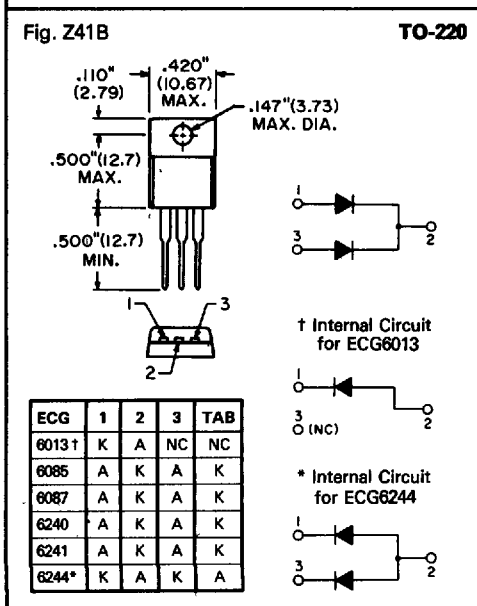 Fig. Z41B TO-220
.110"
(2.79)
.420"
(10.67)
MAX.
.147"(3.73)
MAX. DIA.
.500"(12.7)
MAX.
.500"(12.7)
MIN.
1 3
2
1
3
2
† Internal Circuit
for ECG6013
1
3
(NC)
2
* Internal Circuit
for ECG6244
1
3
2
ECG 1 2 3 TAB
6013† K A NC NC
6085 A K A K
6087 A K A K
6240 A K A K
6241 A K A K
6244* K A K A